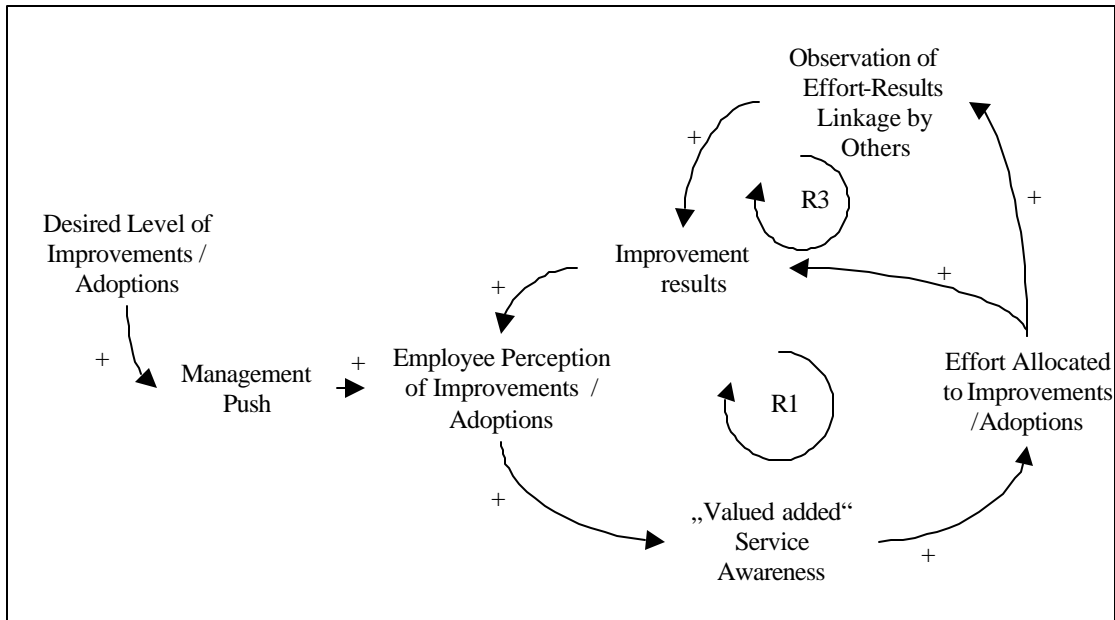 Observation of
Effort-Results
Linkage by
Others
+
+
R3
Desired Level of
Improvements /
Adoptions
Improvement
results
+
+
+
Management
Push
+
Employee Perception
of Improvements /
Adoptions
R1
Effort Allocated
to Improvements
/Adoptions
+
„Valued added“
Service
Awareness
+